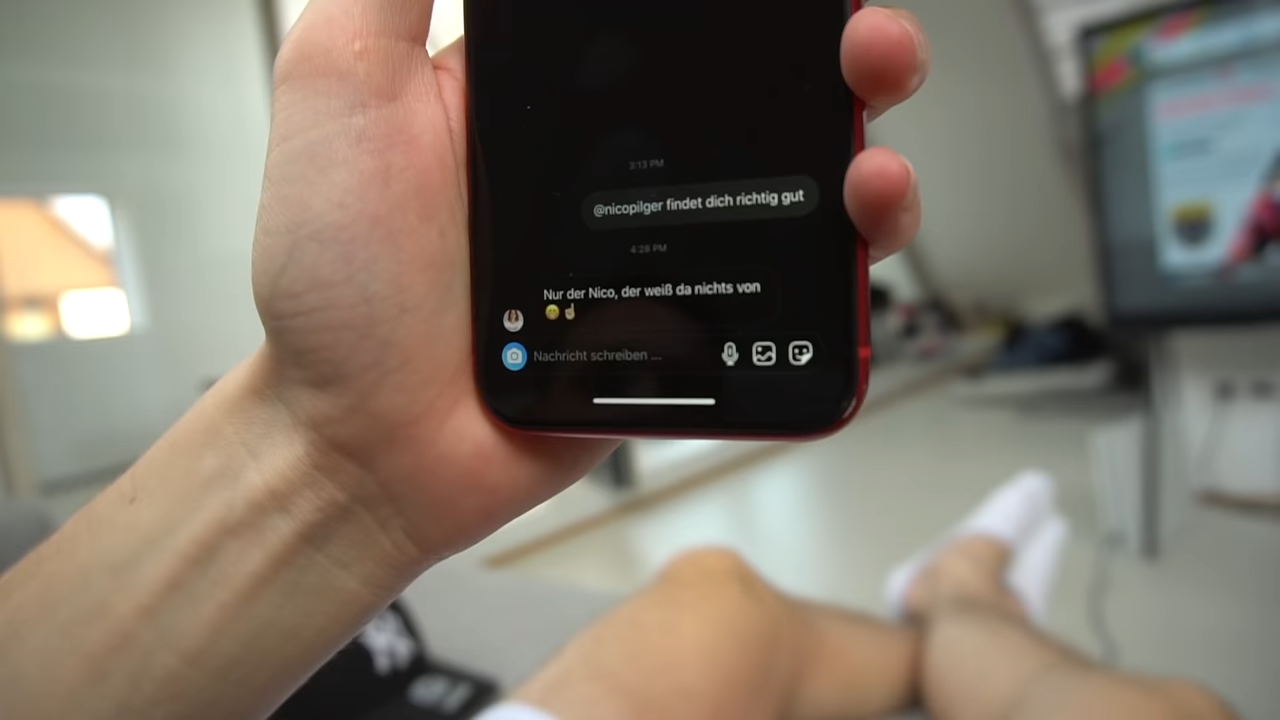 3:13 PM
@nicopilger findet dich richtig gut
4:28 PM
Nur der Nico, der weiß da nichts von
😁☝️
Nachricht schreiben ...